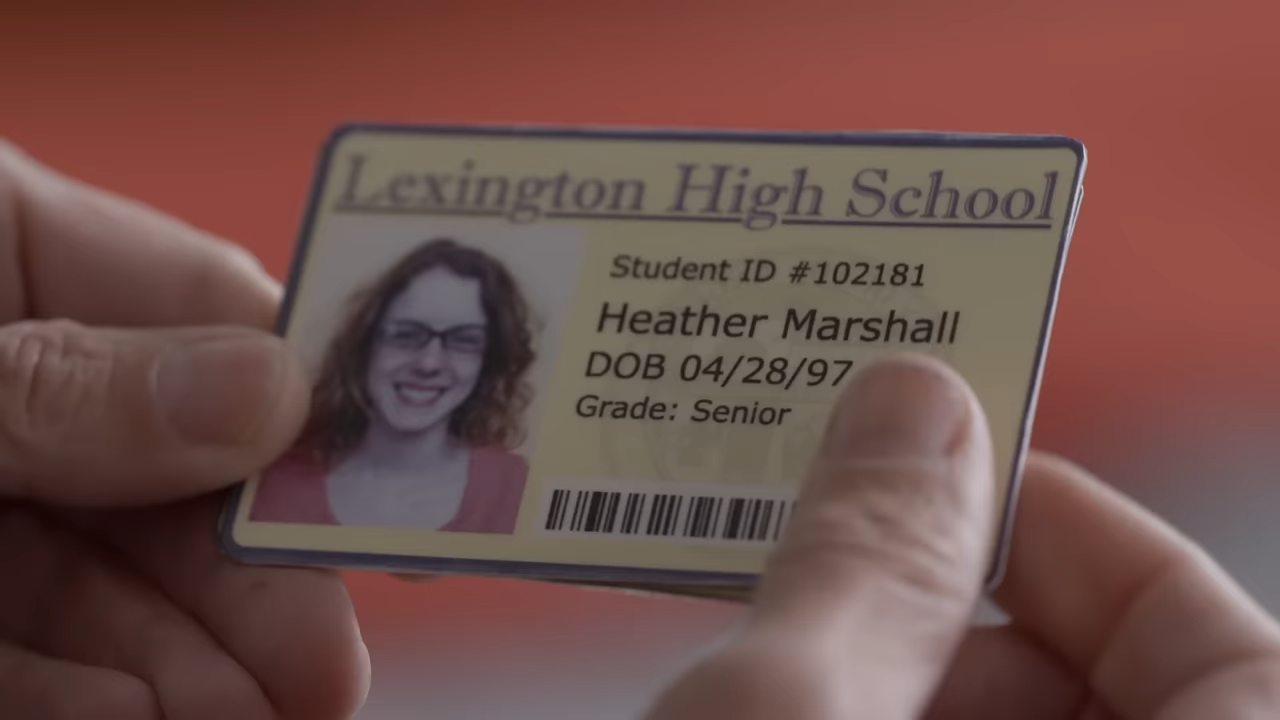 Lexington High School
Student ID #102181
Heather Marshall
DOB 04/28/97
Grade: Senior